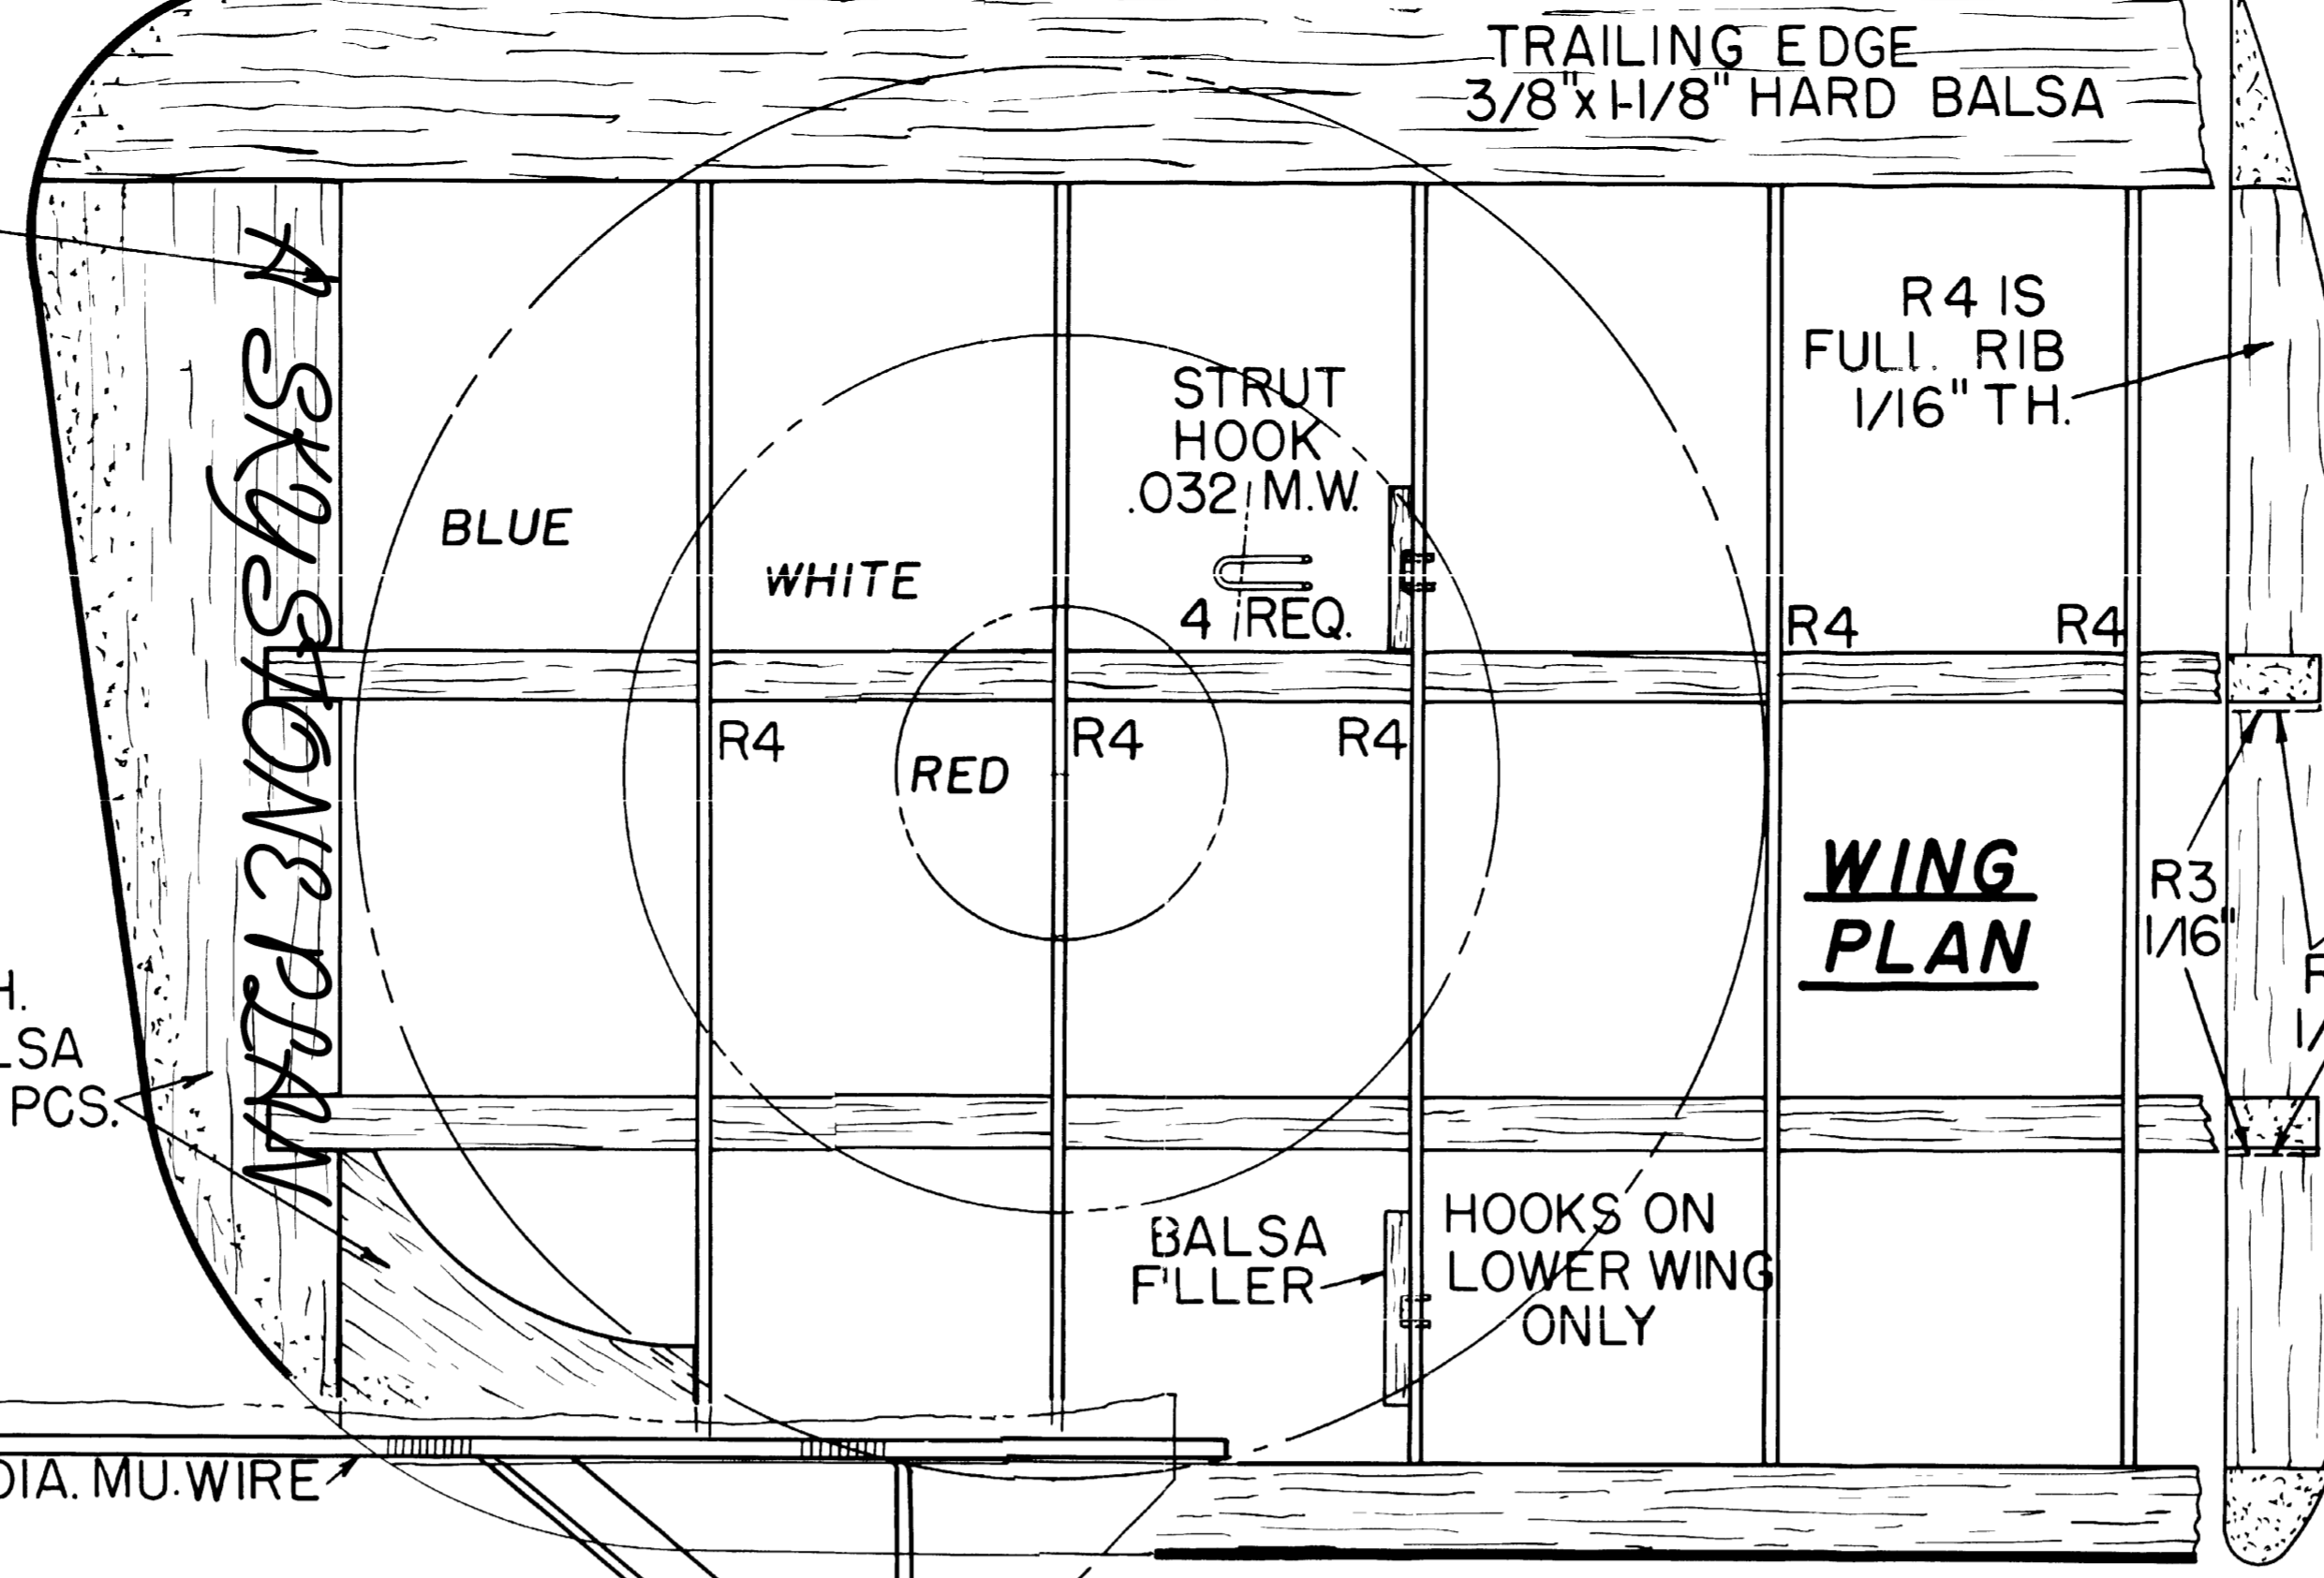 TRAILING EDGE
3/8"x1-1/8" HARD BALSA
A SKYSHONE PLAN
R4 IS
FULL RIB
1/16" TH.
STRUT
HOOK
.032 M.W.
4 REQ.
BLUE
WHITE
R4
R4
R4
R4
R4
RED
WING
PLAN
R3
1/16"
H.
LSA
PCS.
1/
BALSA
FILLER
HOOKS ON
LOWER WING
ONLY
DIA. MU. WIRE